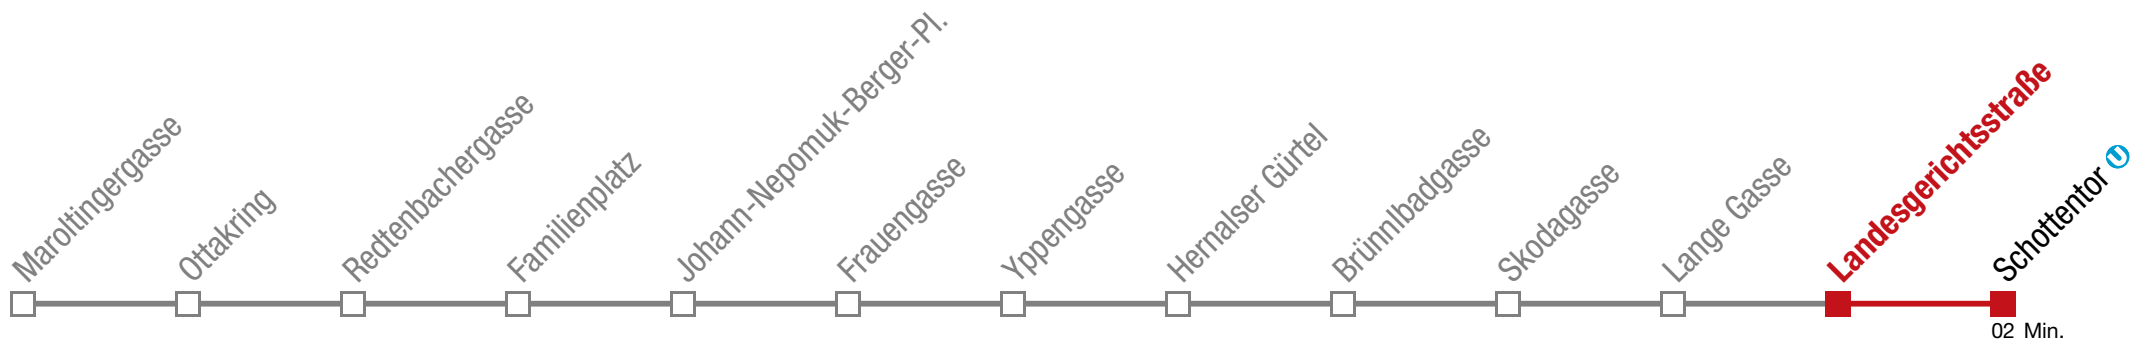 Maroltingergasse
Ottakring
Redtenbachergasse
Familienplatz
Johann-Nepomuk-Berger-Pl.
Frauengasse
Yppengasse
Hernalser Gürtel
Brünnlbadgasse
Skodagasse
Lange Gasse
Landesgerichtsstraße
Schottentor U
02 Min.